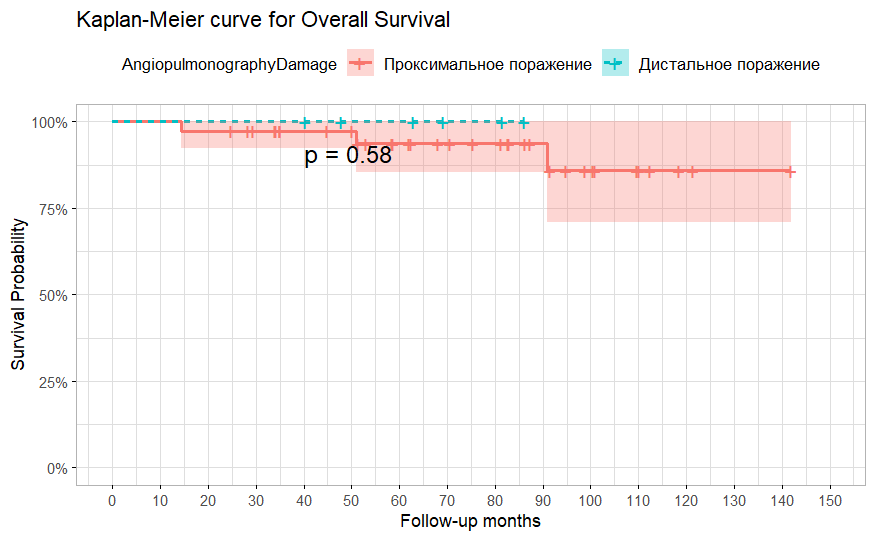 Kaplan-Meier curve for Overall Survival
AngiopulmonographyDamage Проксимальное поражение Дистальное поражение
Survival Probability
100%
75%
50%
25%
0%
p = 0.58
0 10 20 30 40 50 60 70 80 90 100 110 120 130 140 150
Follow-up months